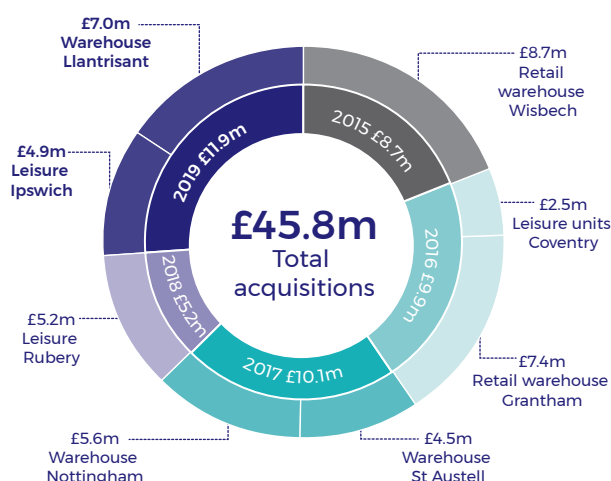 £7.0m
Warehouse
Llantrisant
£8.7m
Retail
warehouse
Wisbech
£4.9m
Leisure
Ipswich
2019 £11.9m
2015 £8.7m
£2.5m
Leisure units
Coventry
£45.8m
Total
acquisitions
2016 £9.9m
2018 £5.2m
£5.2m
Leisure
Rubery
2017 £10.1m
£7.4m
Retail warehouse
Grantham
£5.6m
Warehouse
Nottingham
£4.5m
Warehouse
St Austell